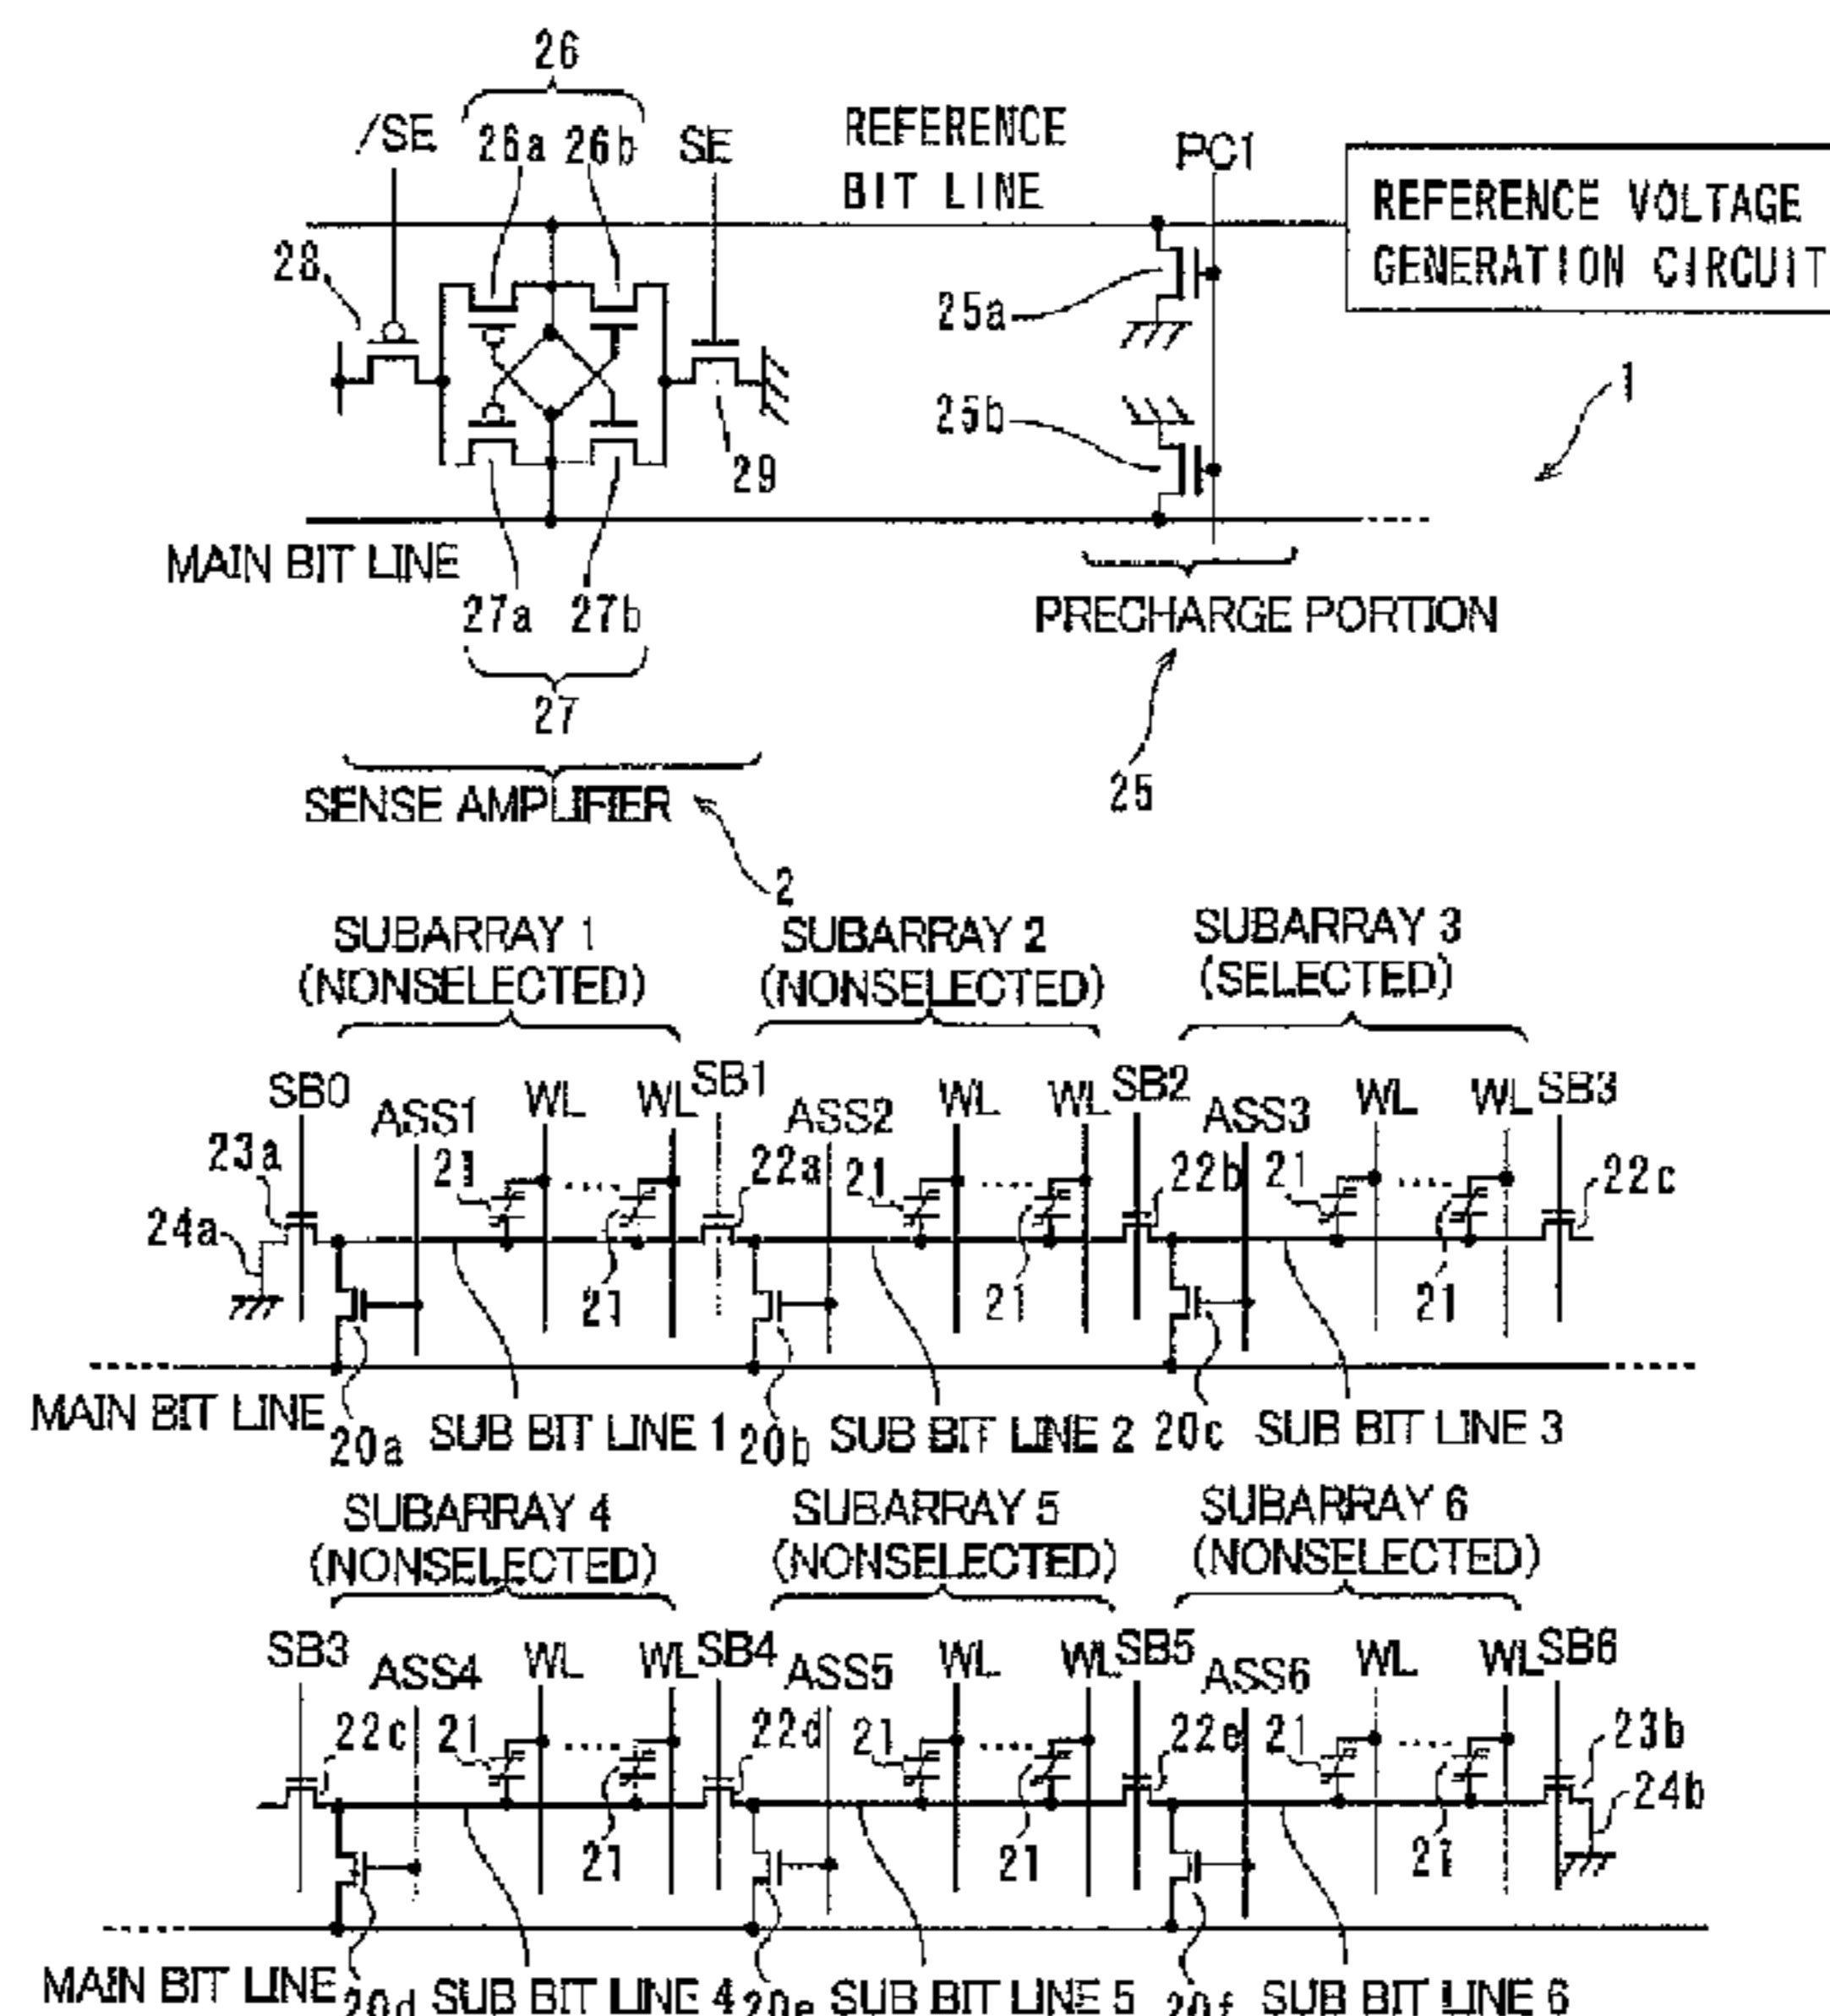 26
/SE 26a 26b SE
REFERENCE
BIT LINE
PC1
REFERENCE VOLTAGE
GENERATION CIRCUIT
28
25a
25b
1
29
MAIN BIT LINE
27a 27b
27
PRECHARGE PORTION
25
SENSE AMPLIFIER
2
SUBARRAY 1
(NONSELECTED)
SUBARRAY 2
(NONSELECTED)
SUBARRAY 3
(SELECTED)
SB0 ASS1 WL WL SB1 ASS2 WL WL SB2 ASS3 WL WL SB3
23a 21 22a 21 22b 21 22c
24a 21 21 21
MAIN BIT LINE 20a SUB BIT LINE 1 20b SUB BIT LINE 2 20c SUB BIT LINE 3
SUBARRAY 4
(NONSELECTED)
SUBARRAY 5
(NONSELECTED)
SUBARRAY 6
(NONSELECTED)
SB3 ASS4 WL WL SB4 ASS5 WL WL SB5 ASS6 WL WL SB6
22c 21 22d 21 22e 21 23b
24b
21 21 21
MAIN BIT LINE 20d SUB BIT LINE 4 20e SUB BIT LINE 5 20f SUB BIT LINE 6